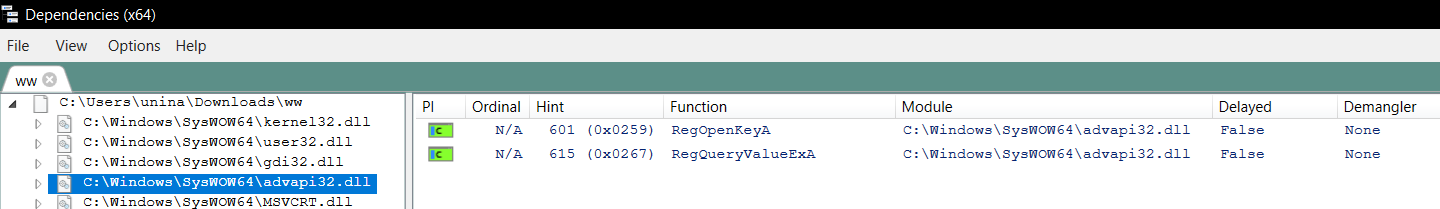 Dependencies (x64)
File View Options Help
ww
C:\Users\unina\Downloads\ww
C:\Windows\SysWOW64\kernel32.dll
C:\Windows\SysWOW64\user32.dll
C:\Windows\SysWOW64\gdi32.dll
C:\Windows\SysWOW64\advapi32.dll
C:\Windows\SysWOW64\MSVCRT.dll
PI Ordinal Hint Function Module Delayed Demangler
C N/A 601 (0x0259) RegOpenKeyA C:\Windows\SysWOW64\advapi32.dll False None
C N/A 615 (0x0267) RegQueryValueExA C:\Windows\SysWOW64\advapi32.dll False None